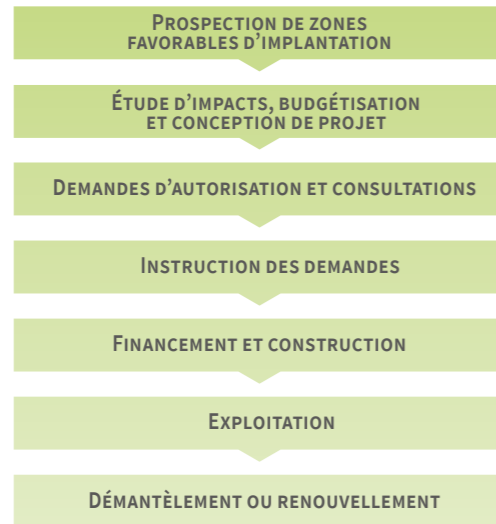 PROSPECTION DE ZONES
FAVORABLES D'IMPLANTATION
ÉTUDE D'IMPACTS, BUDGÉTISATION
ET CONCEPTION DE PROJET
DEMANDES D'AUTORISATION ET CONSULTATIONS
INSTRUCTION DES DEMANDES
FINANCEMENT ET CONSTRUCTION
EXPLOITATION
DÉMANTÈLEMENT OU RENOUVELLEMENT